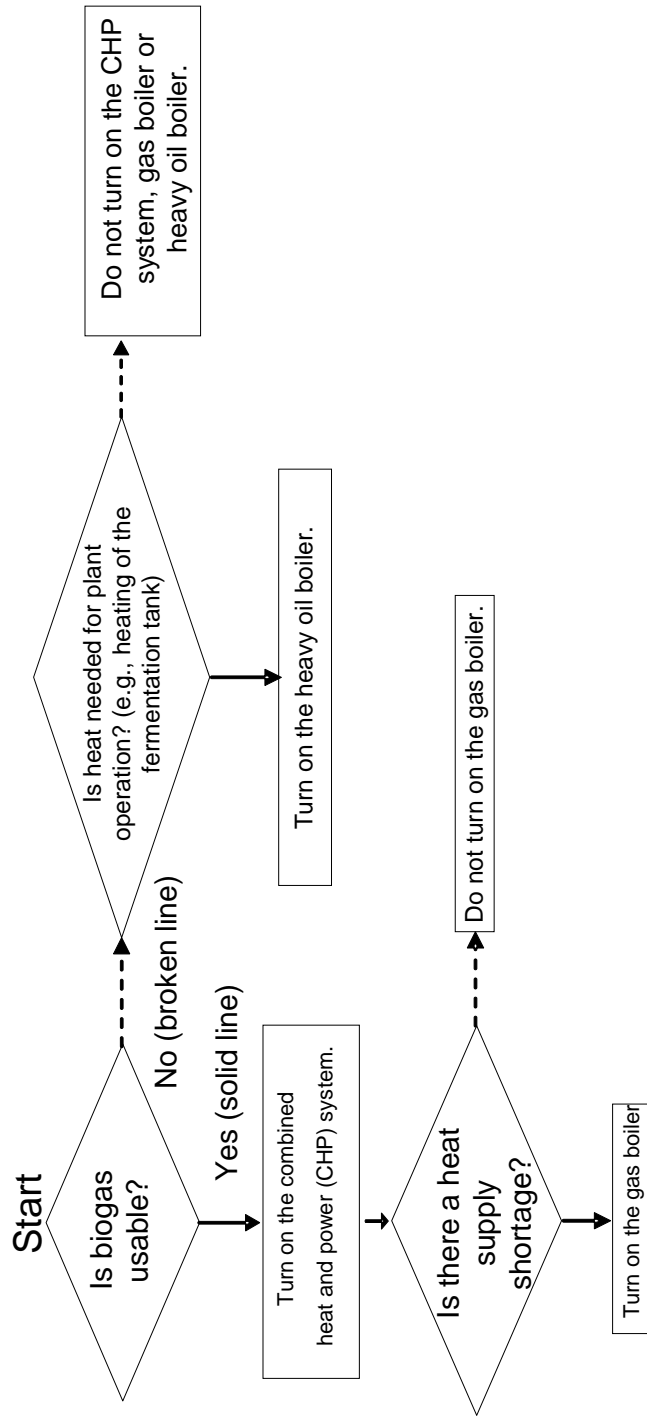 Start
Is biogas
usable?
No (broken line)
Yes (solid line)
Is heat needed for plant
operation? (e.g., heating of the
fermentation tank)
Do not turn on the CHP
system, gas boiler or
heavy oil boiler.
Turn on the heavy oil boiler.
Turn on the combined
heat and power (CHP) system.
Is there a heat
supply
shortage?
Do not turn on the gas boiler.
Turn on the gas boiler